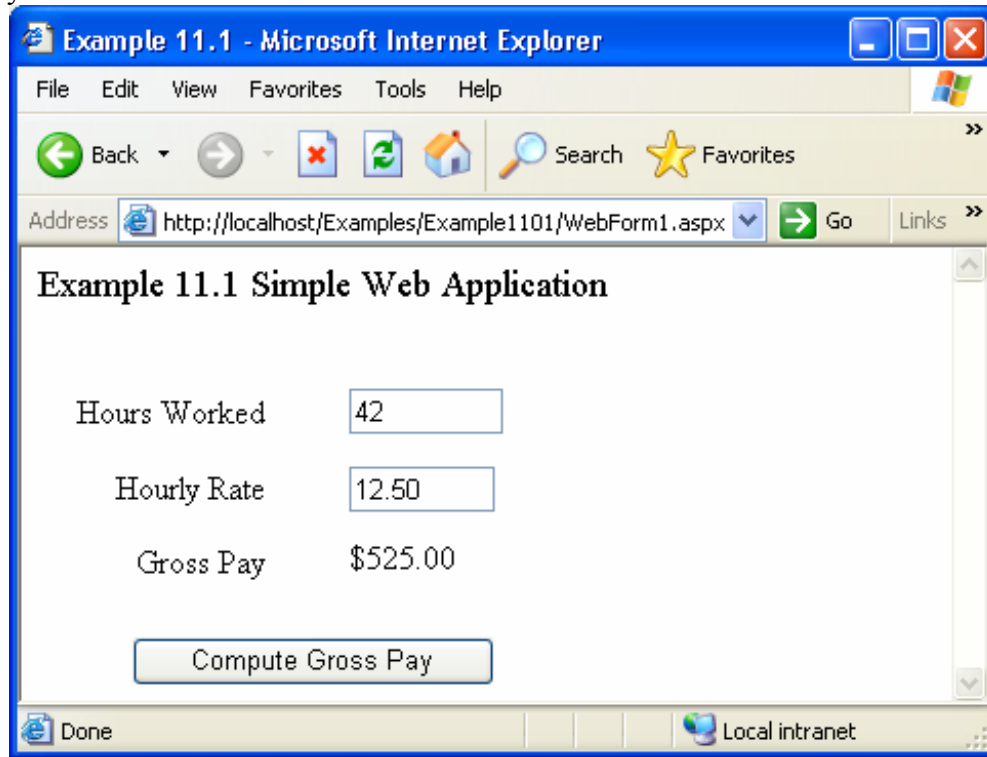 y
Example 11.1 - Microsoft Internet Explorer
File Edit View Favorites Tools Help
Back Search Favorites »
Address http://localhost/Examples/Example1101/WebForm1.aspx Go Links »
Example 11.1 Simple Web Application
Hours Worked 42
Hourly Rate 12.50
Gross Pay $525.00
Compute Gross Pay
Done Local intranet